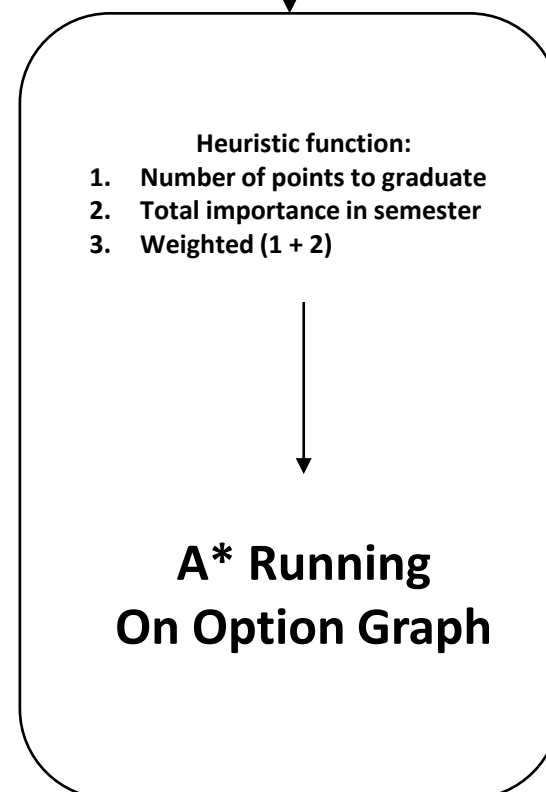 Heuristic function:
1. Number of points to graduate
2. Total importance in semester
3. Weighted (1 + 2)
A* Running
On Option Graph